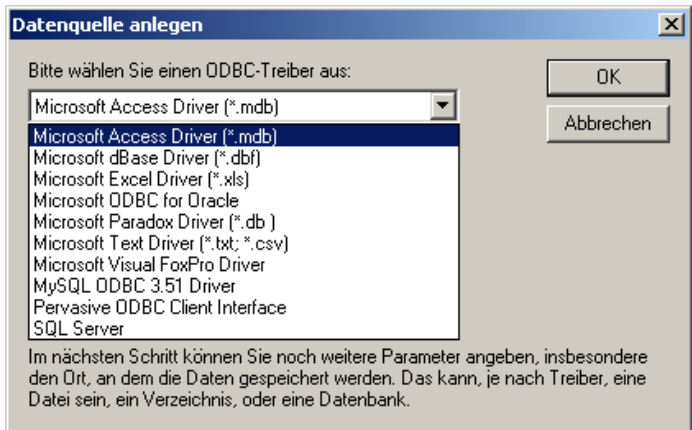 Datenquelle anlegen
Bitte wählen Sie einen ODBC-Treiber aus:
OK
Microsoft Access Driver (*.mdb)
Abbrechen
Microsoft Access Driver (*.mdb)
Microsoft dBase Driver (*.dbf)
Microsoft Excel Driver (*.xls)
Microsoft ODBC for Oracle
Microsoft Paradox Driver (*.db )
Microsoft Text Driver (*.txt; *.csv)
Microsoft Visual FoxPro Driver
MySQL ODBC 3.51 Driver
Pervasive ODBC Client Interface
SQL Server
Im nächsten Schritt können Sie noch weitere Parameter angeben, insbesondere
den Ort, an dem die Daten gespeichert werden. Das kann, je nach Treiber, eine
Datei sein, ein Verzeichnis, oder eine Datenbank.